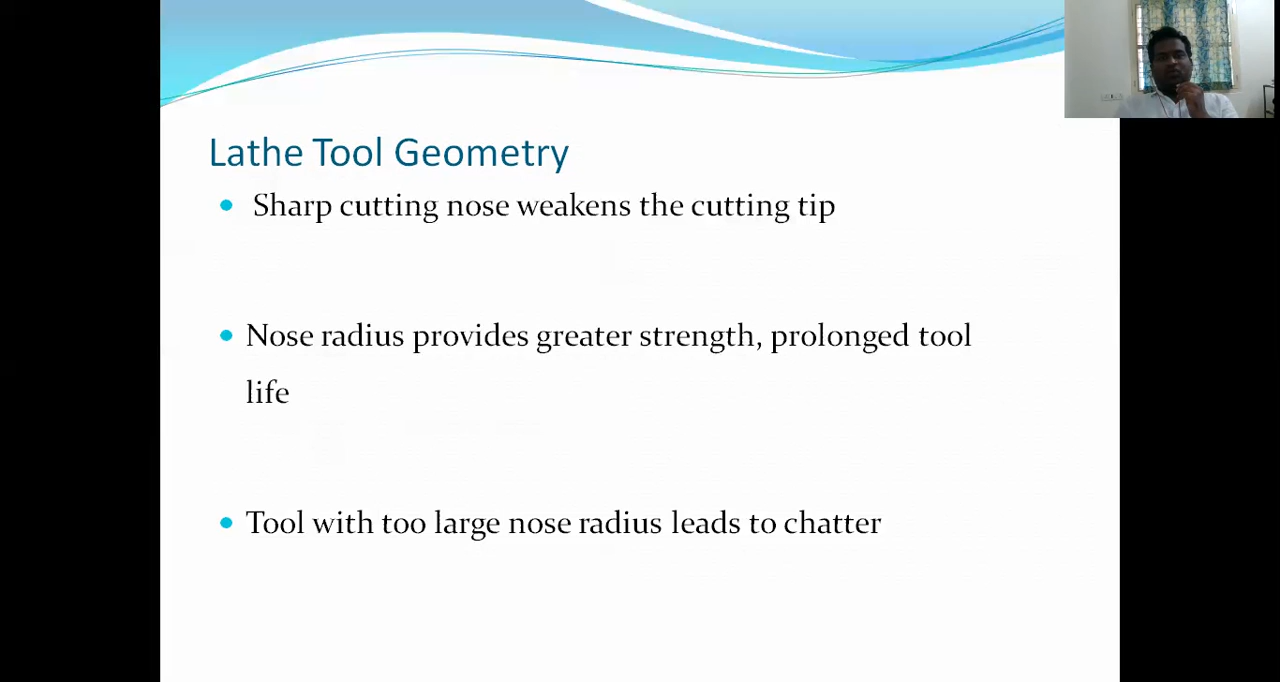 Lathe Tool Geometry
Sharp cutting nose weakens the cutting tip
Nose radius provides greater strength, prolonged tool
life
Tool with too large nose radius leads to chatter